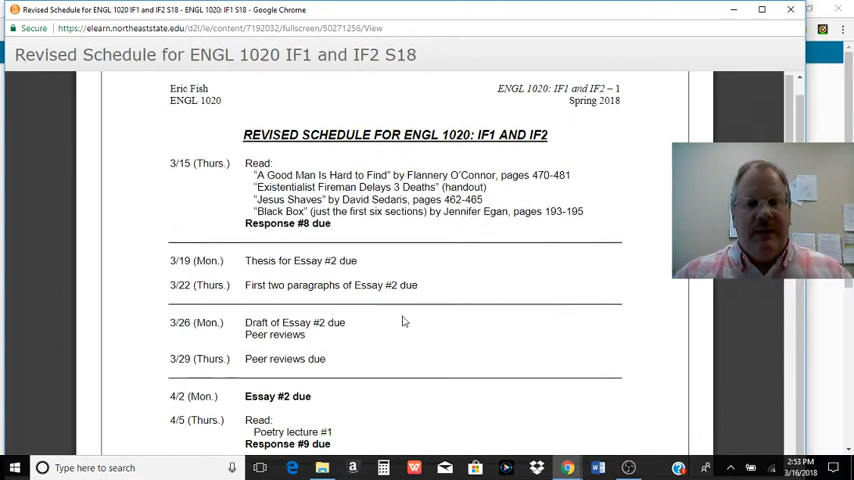 Revised Schedule for ENGL 1020 IF1 and IF2 S18 - ENGL 1020: IF1 S18 - Google Chrome
Secure | https://elearn.northeaststate.edu/d2l/le/content/7192032/fullscreen/50271256/View
Revised Schedule for ENGL 1020 IF1 and IF2 S18
Eric Fish
ENGL 1020: IF1 and IF2 – 1
ENGL 1020
Spring 2018
REVISED SCHEDULE FOR ENGL 1020: IF1 AND IF2
3/15 (Thurs.) Read:
"A Good Man Is Hard to Find" by Flannery O'Connor, pages 470-481
"Existentialist Fireman Delays 3 Deaths" (handout)
"Jesus Shaves" by David Sedaris, pages 462-465
"Black Box" (just the first six sections) by Jennifer Egan, pages 193-195
Response #8 due
3/19 (Mon.) Thesis for Essay #2 due
3/22 (Thurs.) First two paragraphs of Essay #2 due
3/26 (Mon.) Draft of Essay #2 due
Peer reviews
3/29 (Thurs.) Peer reviews due
4/2 (Mon.) Essay #2 due
4/5 (Thurs.) Read:
Poetry lecture #1
Response #9 due
Type here to search
2:53 PM
3/16/2018